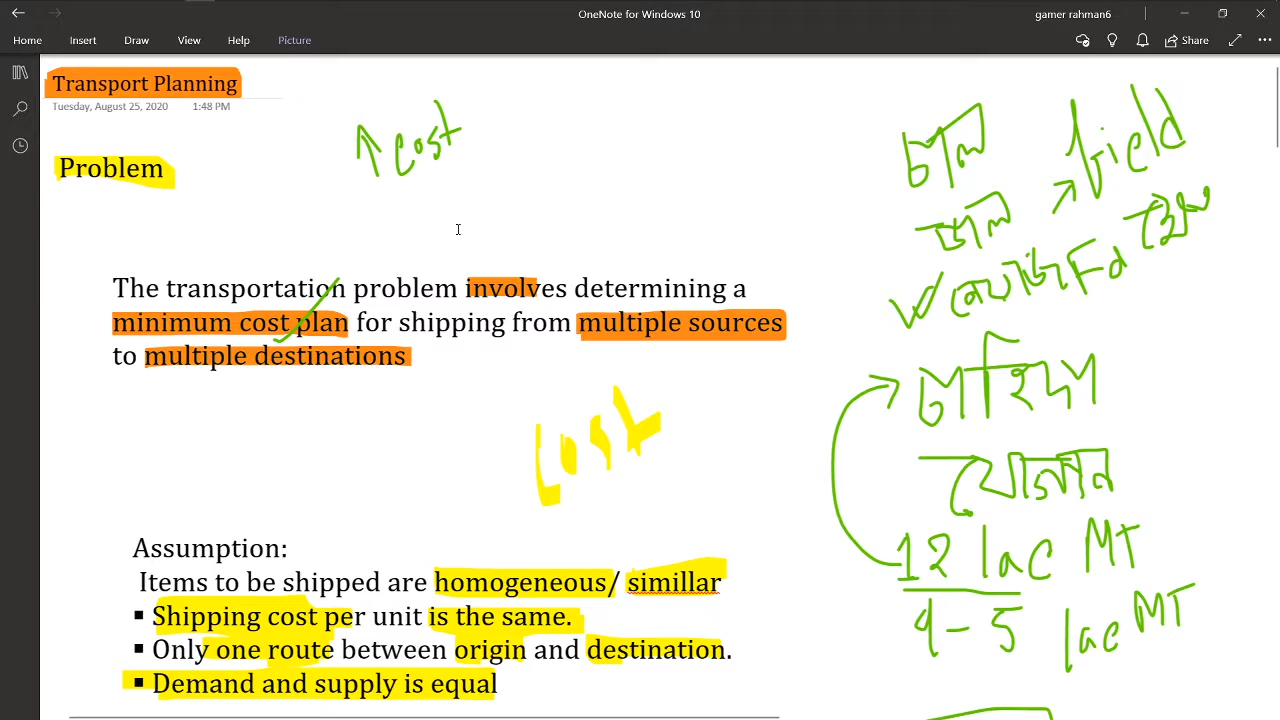 OneNote for Windows 10
gamer rahman6
Home Insert Draw View Help Picture
Share
Transport Planning
Tuesday, August 25, 2020 1:48 PM
↑ cost
Problem
The transportation problem involves determining a
minimum cost plan for shipping from multiple sources
to multiple destinations
cost
Assumption:
Items to be shipped are homogeneous/ simillar
▪ Shipping cost per unit is the same.
▪ Only one route between origin and destination.
▪ Demand and supply is equal
চাল
field
চাহিদা
যোগান
12 lac MT
4-5 lac MT